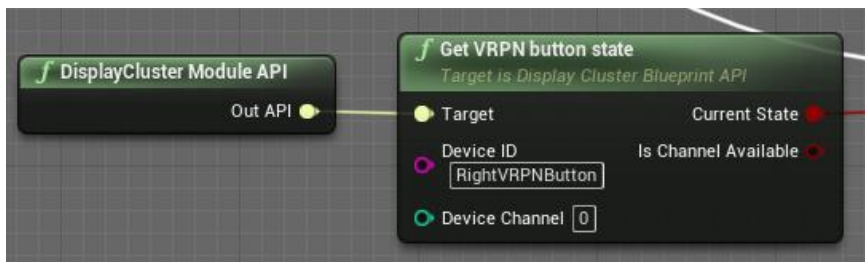 f DisplayCluster Module API
Out API
f Get VRPN button state
Target is Display Cluster Blueprint API
Target
Current State
Device ID
Is Channel Available
RightVRPNButton
Device Channel 0